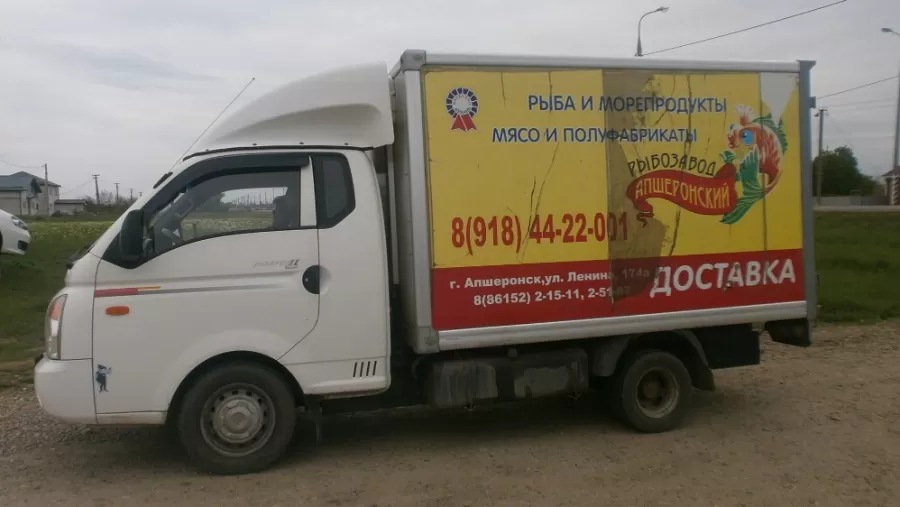 РЫБА И МОРЕПРОДУКТЫ
МЯСО И ПОЛУФАБРИКАТЫ
РЫБОЗАВОД
АПШЕРОНСКИЙ
8(918) 44-22-001
г. Апшеронск,ул. Ленина, 174а
ДОСТАВКА
8(86152) 2-15-11,